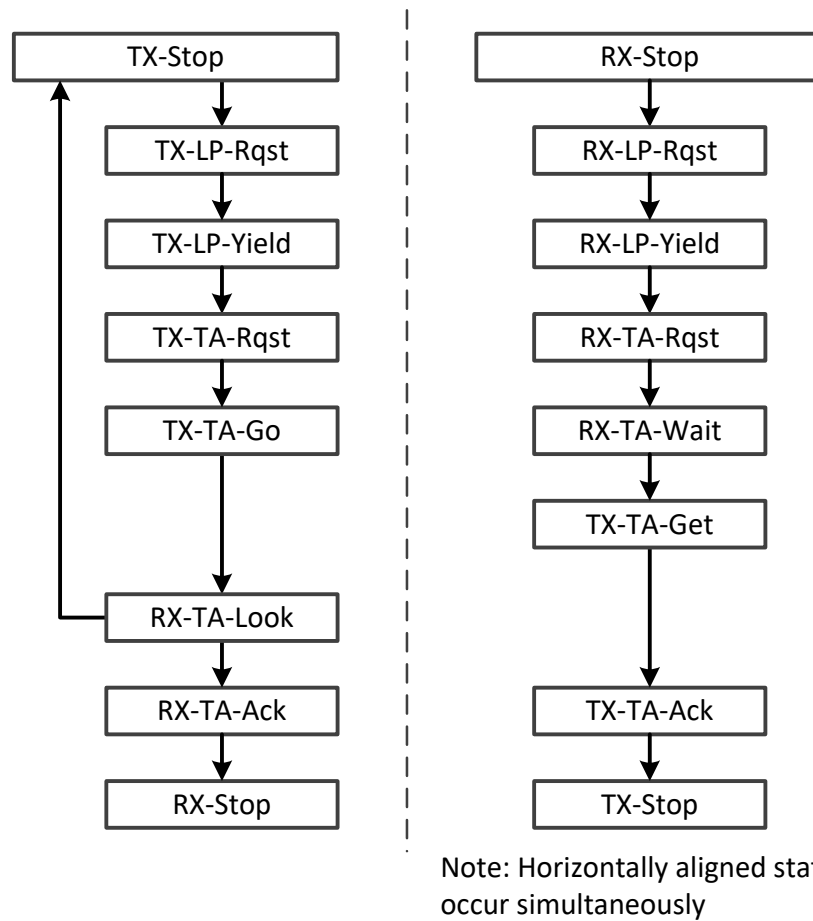 TX-Stop
TX-LP-Rqst
TX-LP-Yield
TX-TA-Rqst
TX-TA-Go
RX-TA-Look
RX-TA-Ack
RX-Stop
RX-Stop
RX-LP-Rqst
RX-LP-Yield
RX-TA-Rqst
RX-TA-Wait
TX-TA-Get
TX-TA-Ack
TX-Stop
Note: Horizontally aligned
occur simultaneously